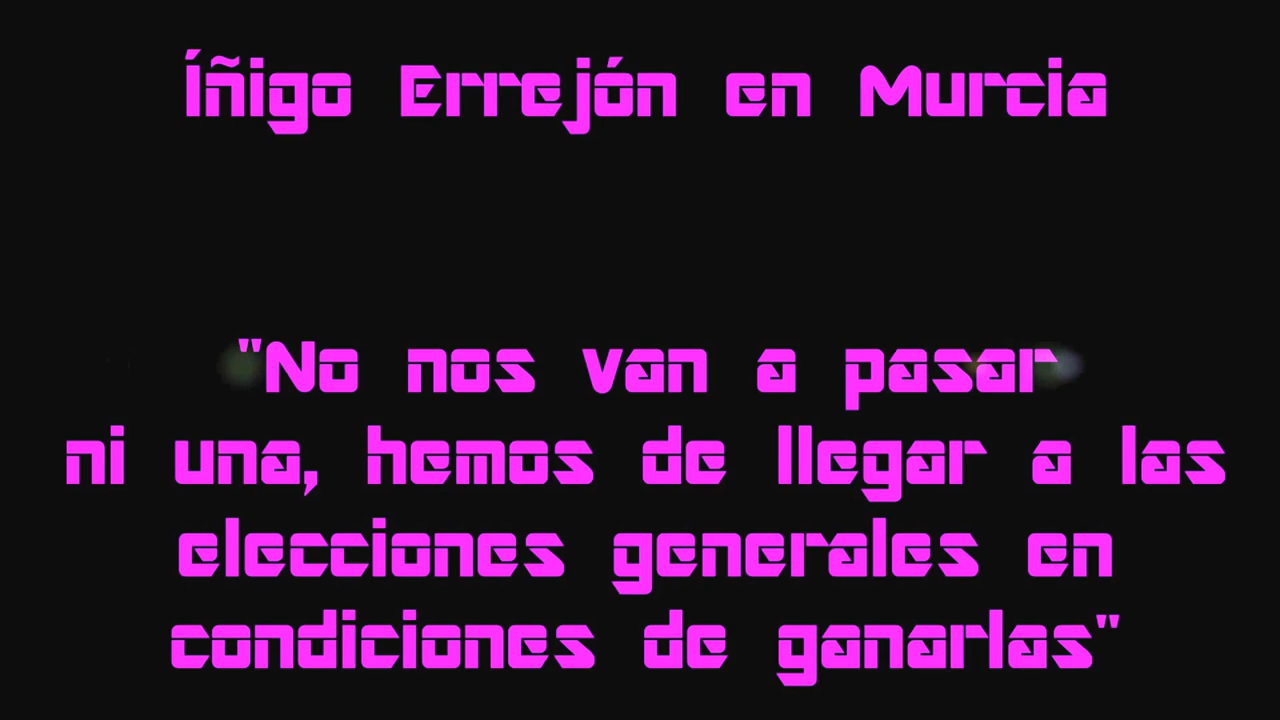 Íñigo Errejón en Murcia
"No nos van a pasar
ni una, hemos de llegar a las
elecciones generales en
condiciones de ganarlas"